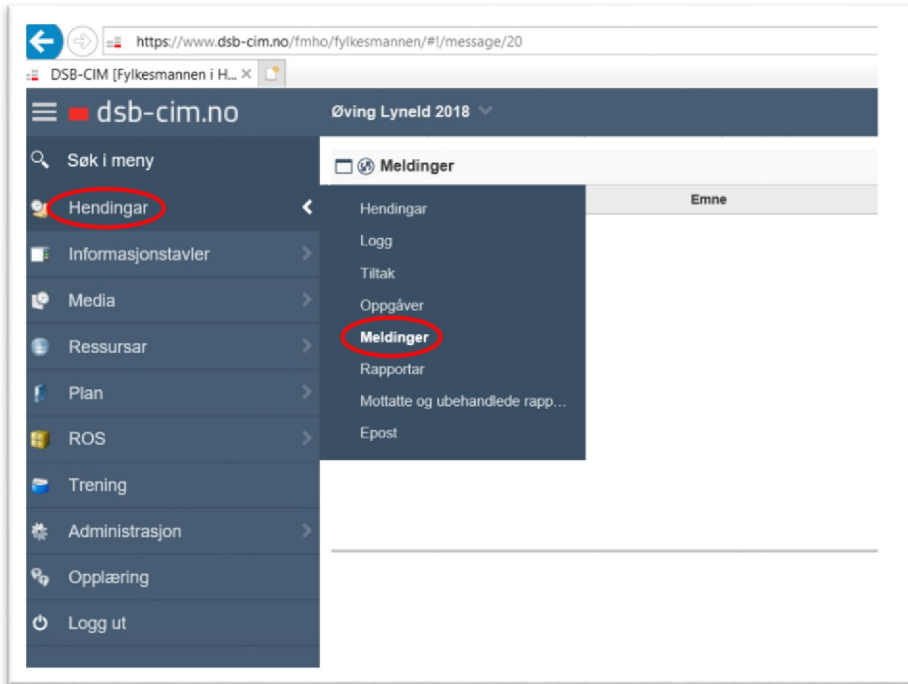 https://www.dsb-cim.no/fmho/fylkesmannen/#!/message/20
DSB-CIM [Fylkesmannen i H...
dsb-cim.no
Øving Lyneld 2018
Søk i meny
Meldinger
Hendingar
Emne
Hendingar
Informasjonstavler
Logg
Tiltak
Media
Oppgåver
Ressursar
Meldinger
Rapportar
Plan
Mottatte og ubehandlede rapp...
ROS
Epost
Trening
Administrasjon
Opplæring
Logg ut